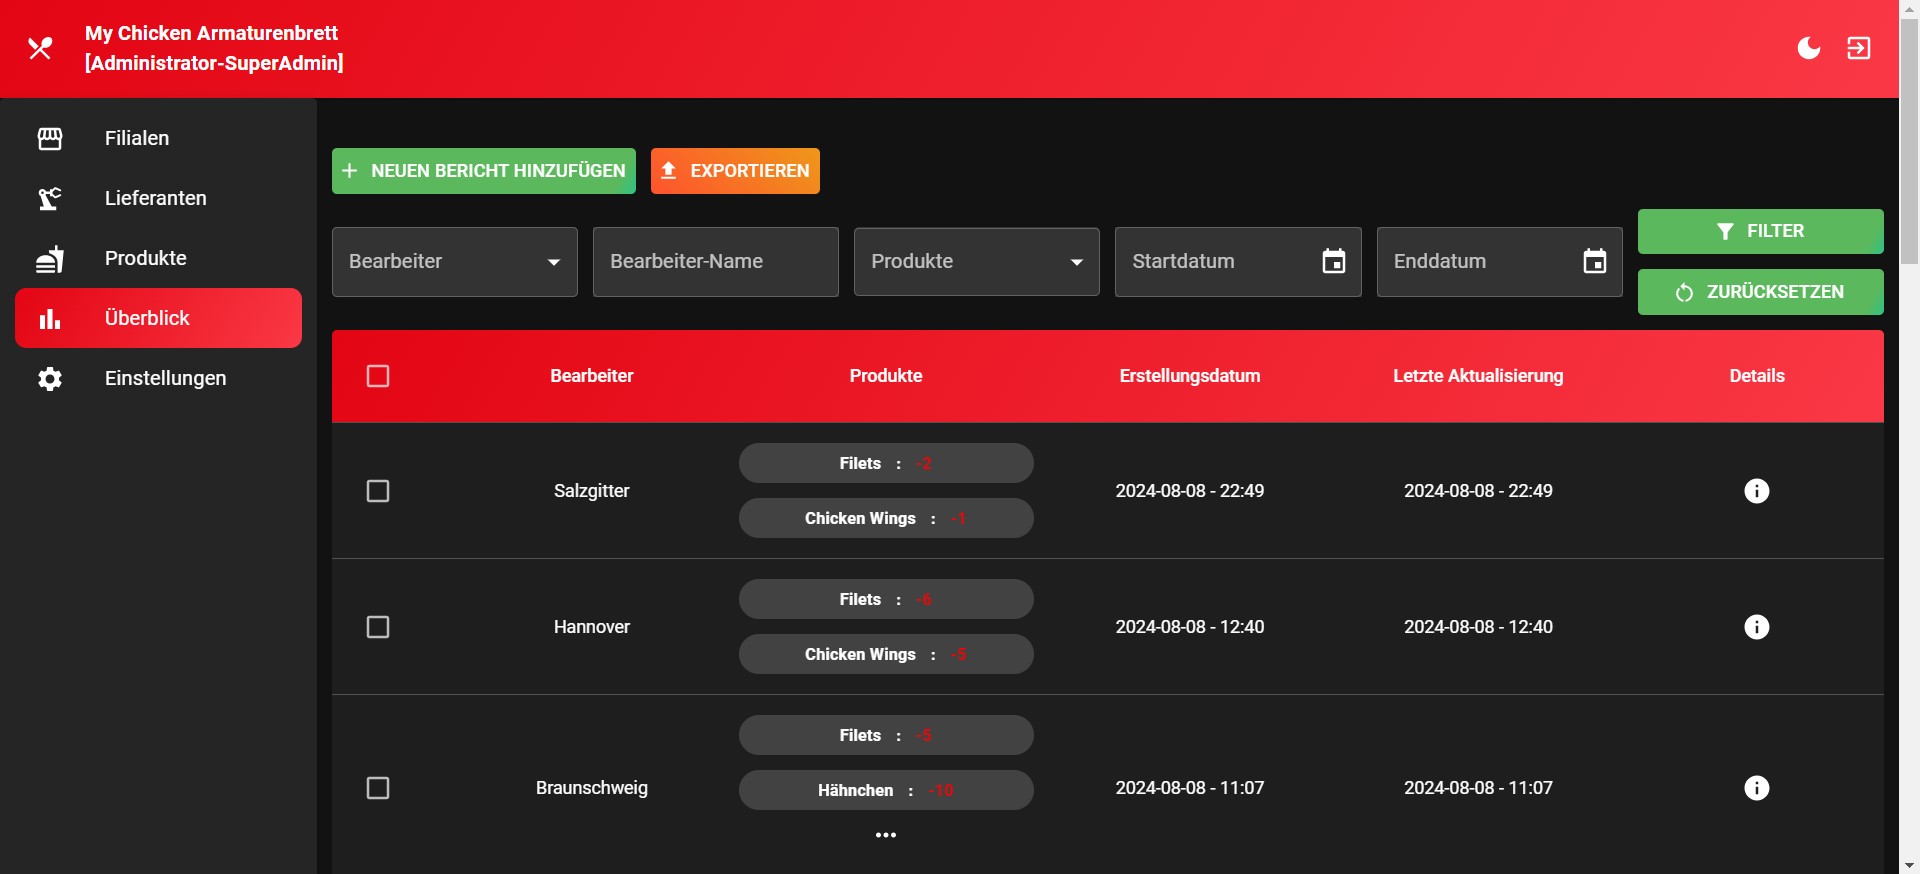 My Chicken Armaturenbrett
[Administrator-SuperAdmin]
Filialen
Lieferanten
Produkte
Überblick
Einstellungen
NEUEN BERICHT HINZUFÜGEN
EXPORTIEREN
Bearbeiter
Bearbeiter-Name
Produkte
Startdatum
Enddatum
FILTER
ZURÜCKSETZEN
Bearbeiter Produkte Erstellungsdatum Letzte Aktualisierung Details
Filets : -2
Chicken Wings : -1
Salzgitter 2024-08-08 - 22:49 2024-08-08 - 22:49
Filets : -6
Chicken Wings : -5
Hannover 2024-08-08 - 12:40 2024-08-08 - 12:40
Filets : -5
Hähnchen : -10
...
Braunschweig 2024-08-08 - 11:07 2024-08-08 - 11:07